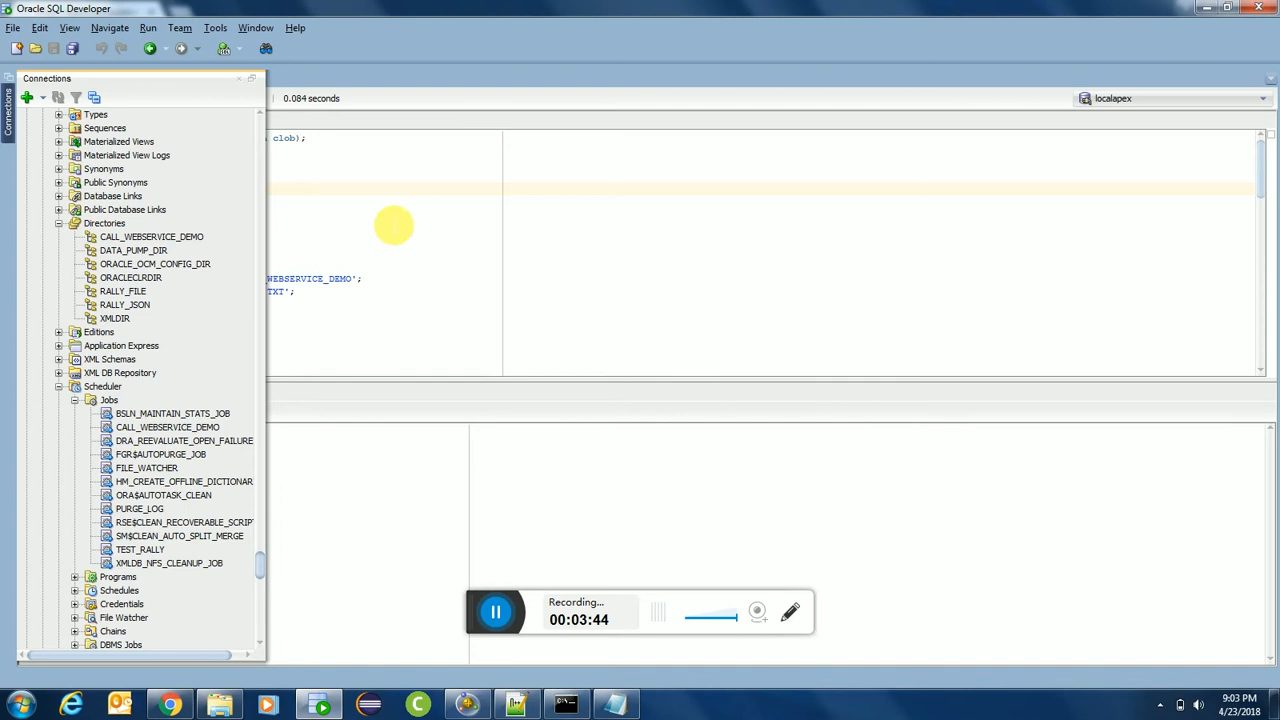 Oracle SQL Developer
File Edit View Navigate Run Team Tools Window Help
Connections
Connections
0.084 seconds
localapex
Types
Sequences
Materialized Views
Materialized View Logs
Synonyms
Public Synonyms
Database Links
Public Database Links
Directories
CALL_WEBSERVICE_DEMO
DATA_PUMP_DIR
ORACLE_OCM_CONFIG_DIR
ORACLECLRDIR
RALLY_FILE
RALLY_JSON
XMLDIR
Editions
Application Express
XML Schemas
XML DB Repository
Scheduler
Jobs
BSLN_MAINTAIN_STATS_JOB
CALL_WEBSERVICE_DEMO
DRA_REEVALUATE_OPEN_FAILURE
FGR$AUTOPURGE_JOB
FILE_WATCHER
HM_CREATE_OFFLINE_DICTIONAR
ORA$AUTOTASK_CLEAN
PURGE_LOG
RSE$CLEAN_RECOVERABLE_SCRIP
SM$CLEAN_AUTO_SPLIT_MERGE
TEST_RALLY
XMLDB_NFS_CLEANUP_JOB
Programs
Schedules
Credentials
File Watcher
Chains
DBMS Jobs
clob);
_WEBSERVICE_DEMO';
TXT';
Recording...
00:03:44
9:03 PM
4/23/2018